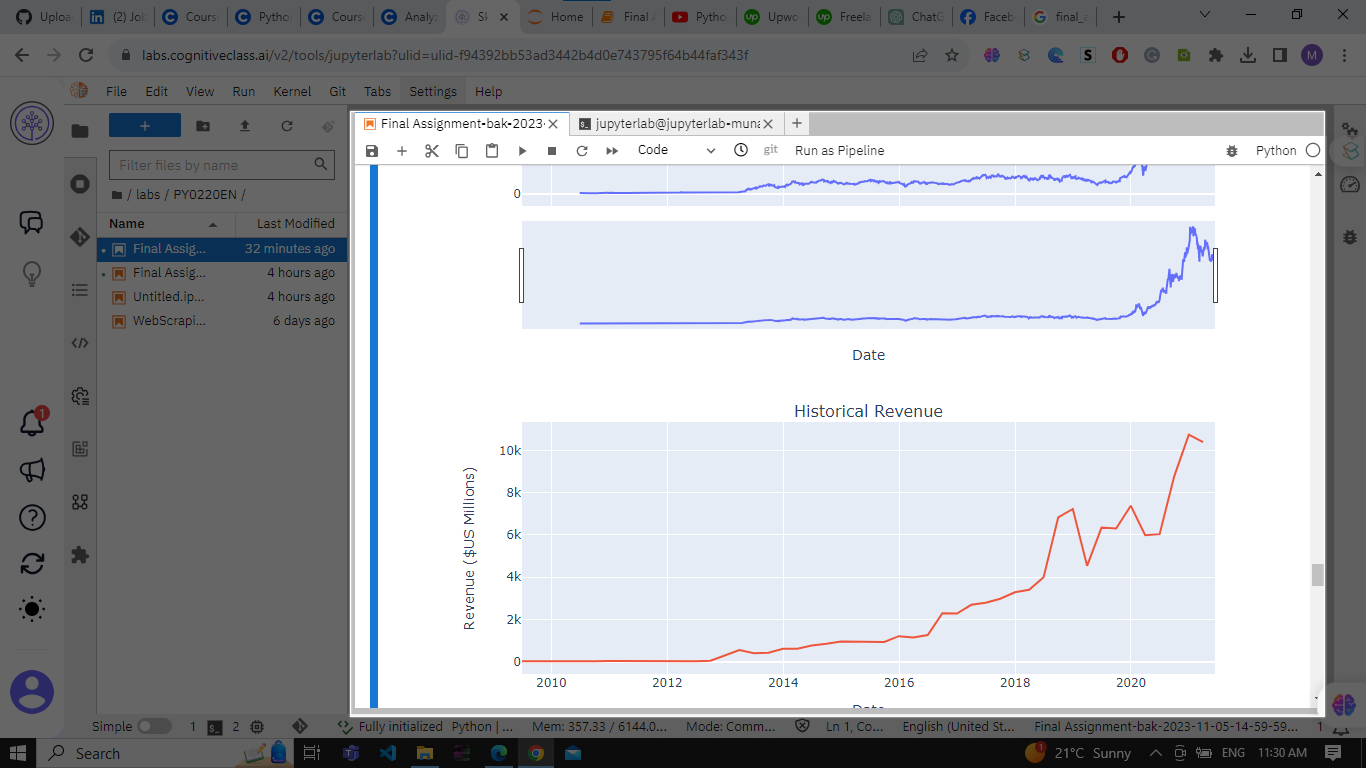 Uploa
(2) Jol
Cours
Pytho
Cours
Analy
Sk
Home
Final A
Pytho
Upwo
Freela
ChatG
Faceb
final_a
labs.cognitiveclass.ai/v2/tools/jupyterlab?ulid=ulid-f94392bb53ad3442b4d0e743795f64b44faf343f
M
File Edit View Run Kernel Git Tabs Settings Help
Final Assignment-bak-2023-
jupyterlab@jupyterlab-muna
Filter files by name
Code
git
Run as Pipeline
Python
/ labs / PY0220EN /
Name Last Modified
Final Assig... 32 minutes ago
Final Assig... 4 hours ago
Untitled.ip... 4 hours ago
WebScrapi... 6 days ago
0
Date
Historical Revenue
Revenue ($US Millions)
10k
8k
6k
4k
2k
0
2010 2012 2014 2016 2018 2020
Date
1
Simple 1 2 Fully initialized Python | ... Mem: 357.33 / 6144.0... Mode: Comm... Ln 1, Co... English (United St... Final Assignment-bak-2023-11-05-14-59-59... 1
Search
1
21°C Sunny
ENG
11:30 AM